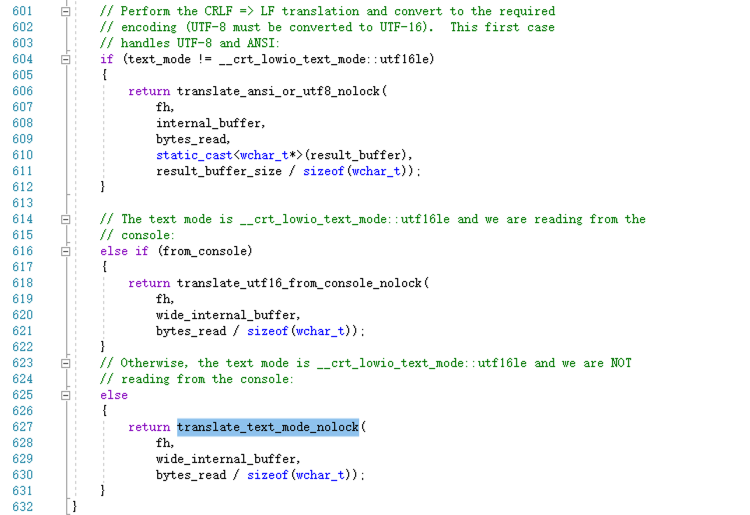 601 // Perform the CRLF => LF translation and convert to the required
602 // encoding (UTF-8 must be converted to UTF-16).  This first case
603 // handles UTF-8 and ANSI:
604 if (text_mode != __crt_lowio_text_mode::utf16le)
605 {
606 return translate_ansi_or_utf8_nolock(
607 fh,
608 internal_buffer,
609 bytes_read,
610 static_cast<wchar_t*>(result_buffer),
611 result_buffer_size / sizeof(wchar_t));
612 }
613
614 // The text mode is __crt_lowio_text_mode::utf16le and we are reading from the
615 // console:
616 else if (from_console)
617 {
618 return translate_utf16_from_console_nolock(
619 fh,
620 wide_internal_buffer,
621 bytes_read / sizeof(wchar_t));
622 }
623 // Otherwise, the text mode is __crt_lowio_text_mode::utf16le and we are NOT
624 // reading from the console:
625 else
626 {
627 return translate_text_mode_nolock(
628 fh,
629 wide_internal_buffer,
630 bytes_read / sizeof(wchar_t));
631 }
632 }